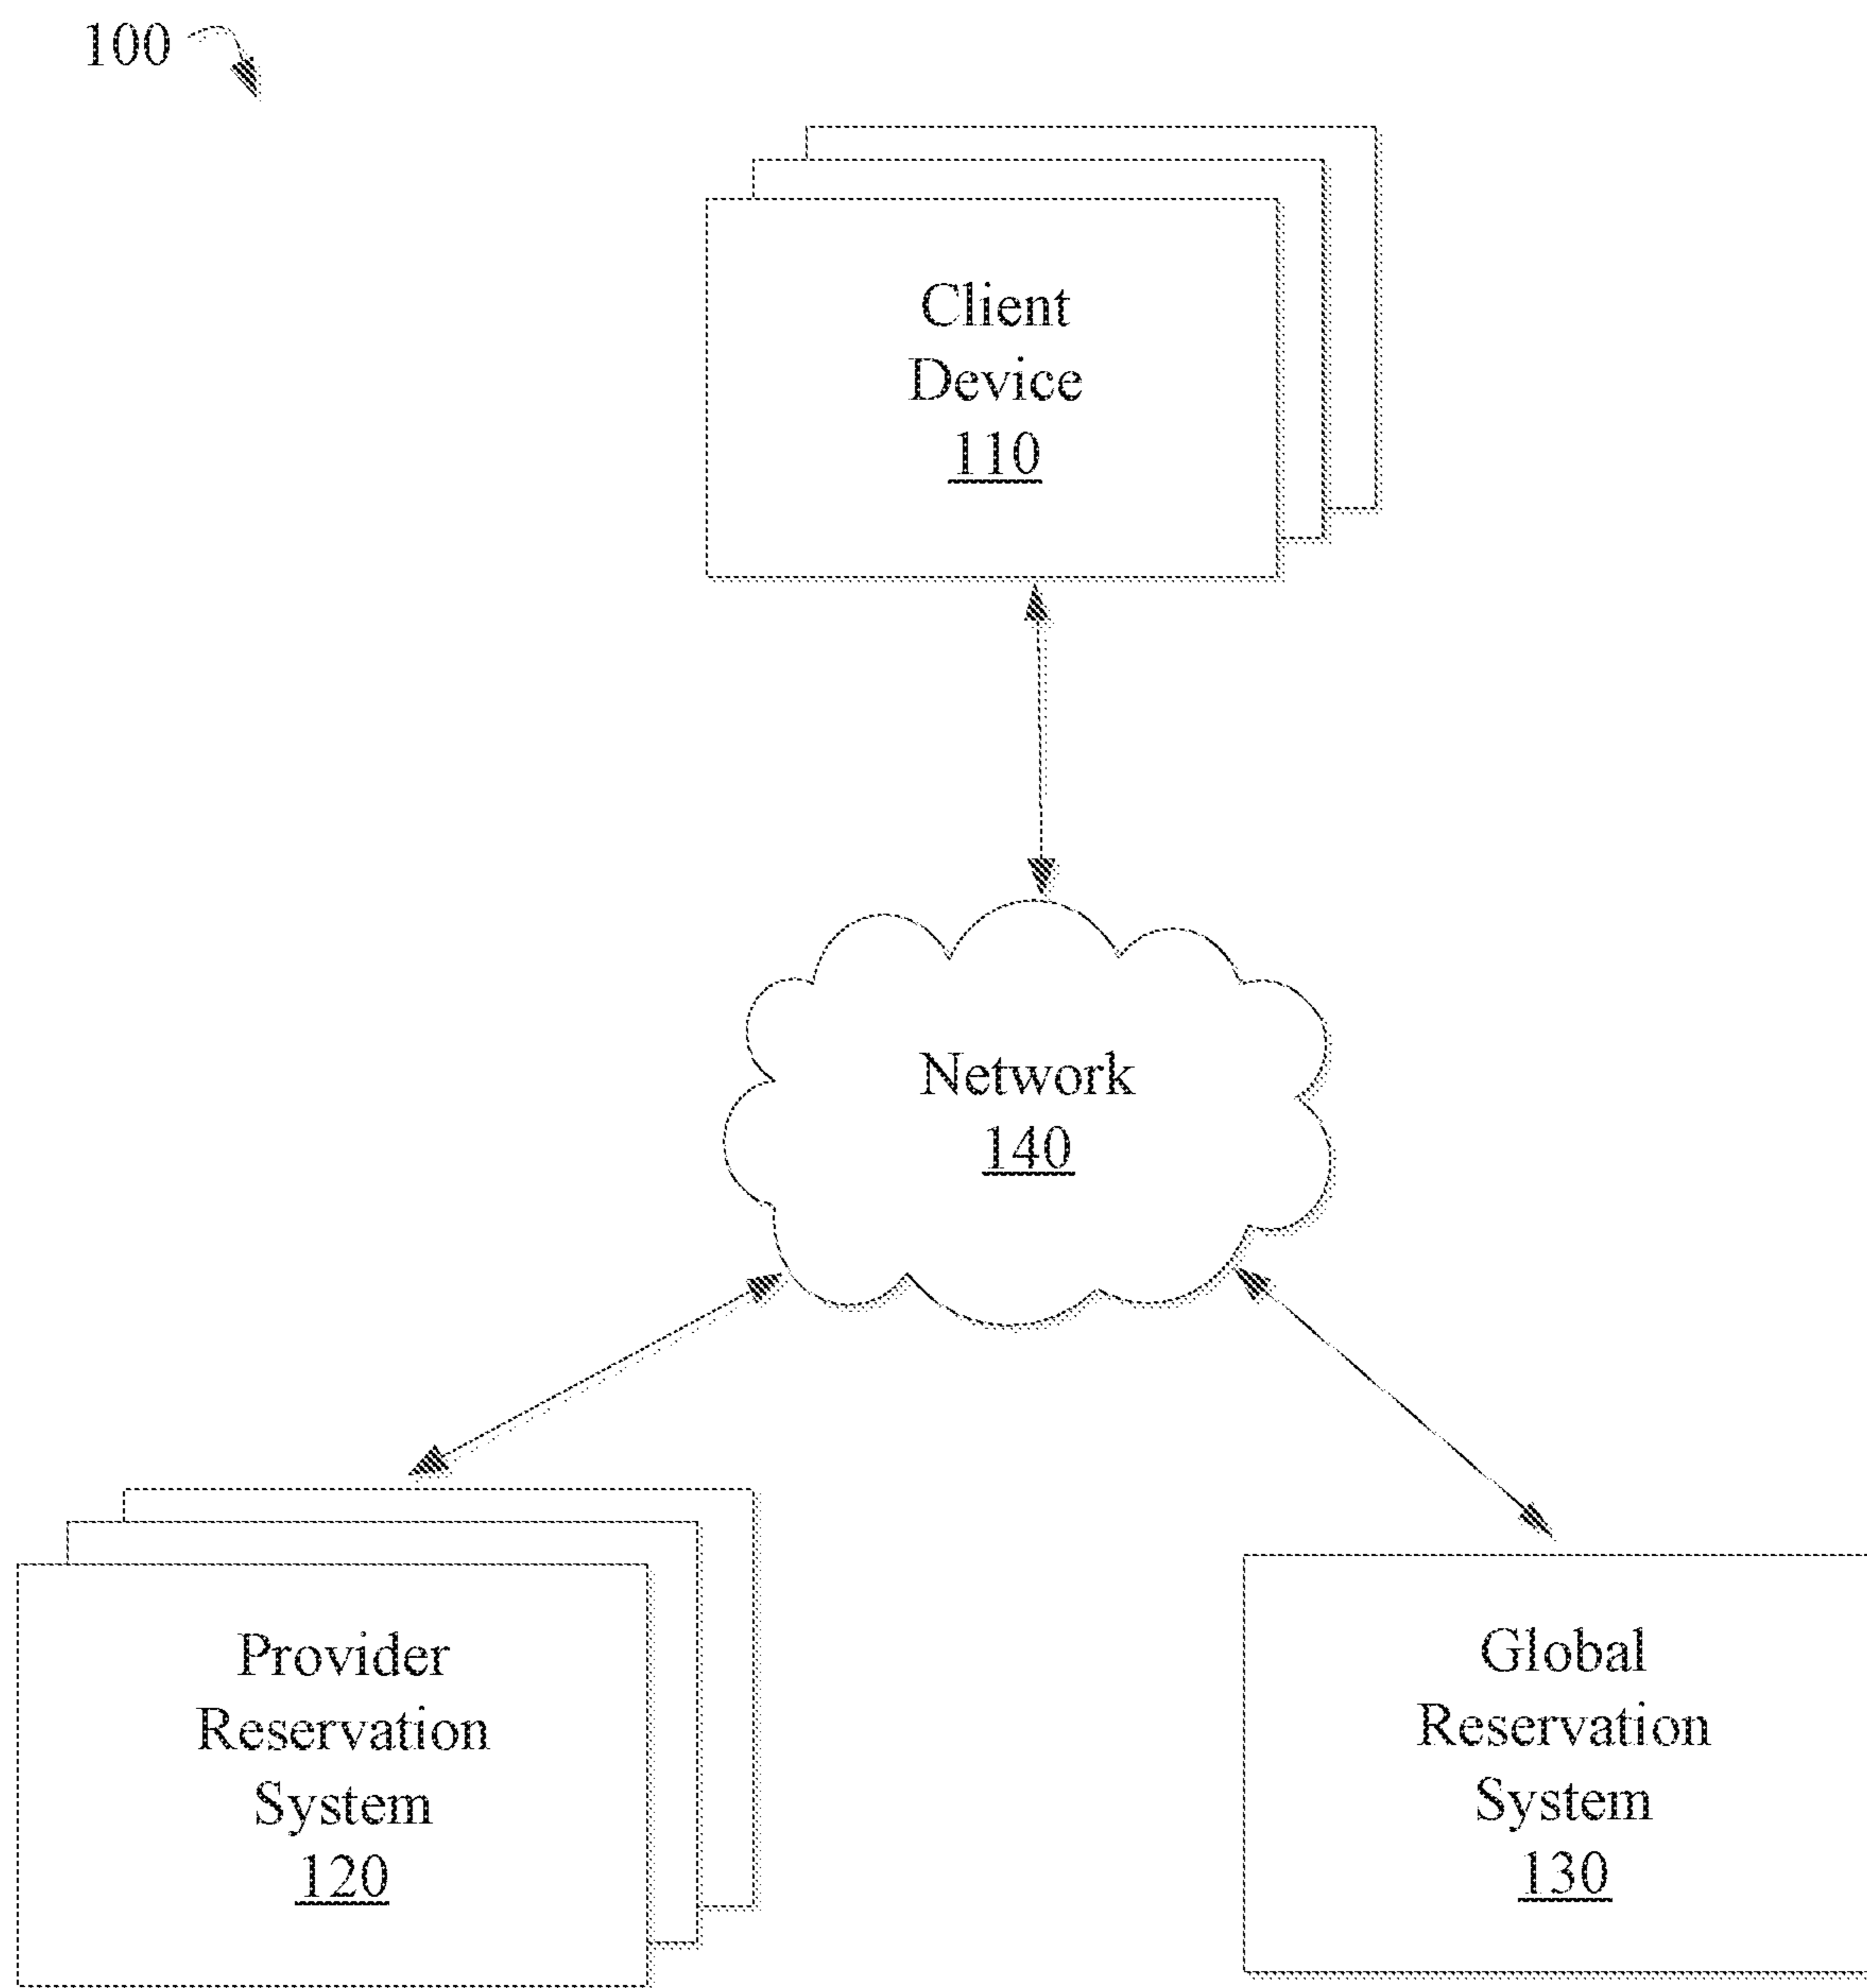 100
Client
Device
110
Network
140
Provider
Reservation
System
120
Global
Reservation
System
130